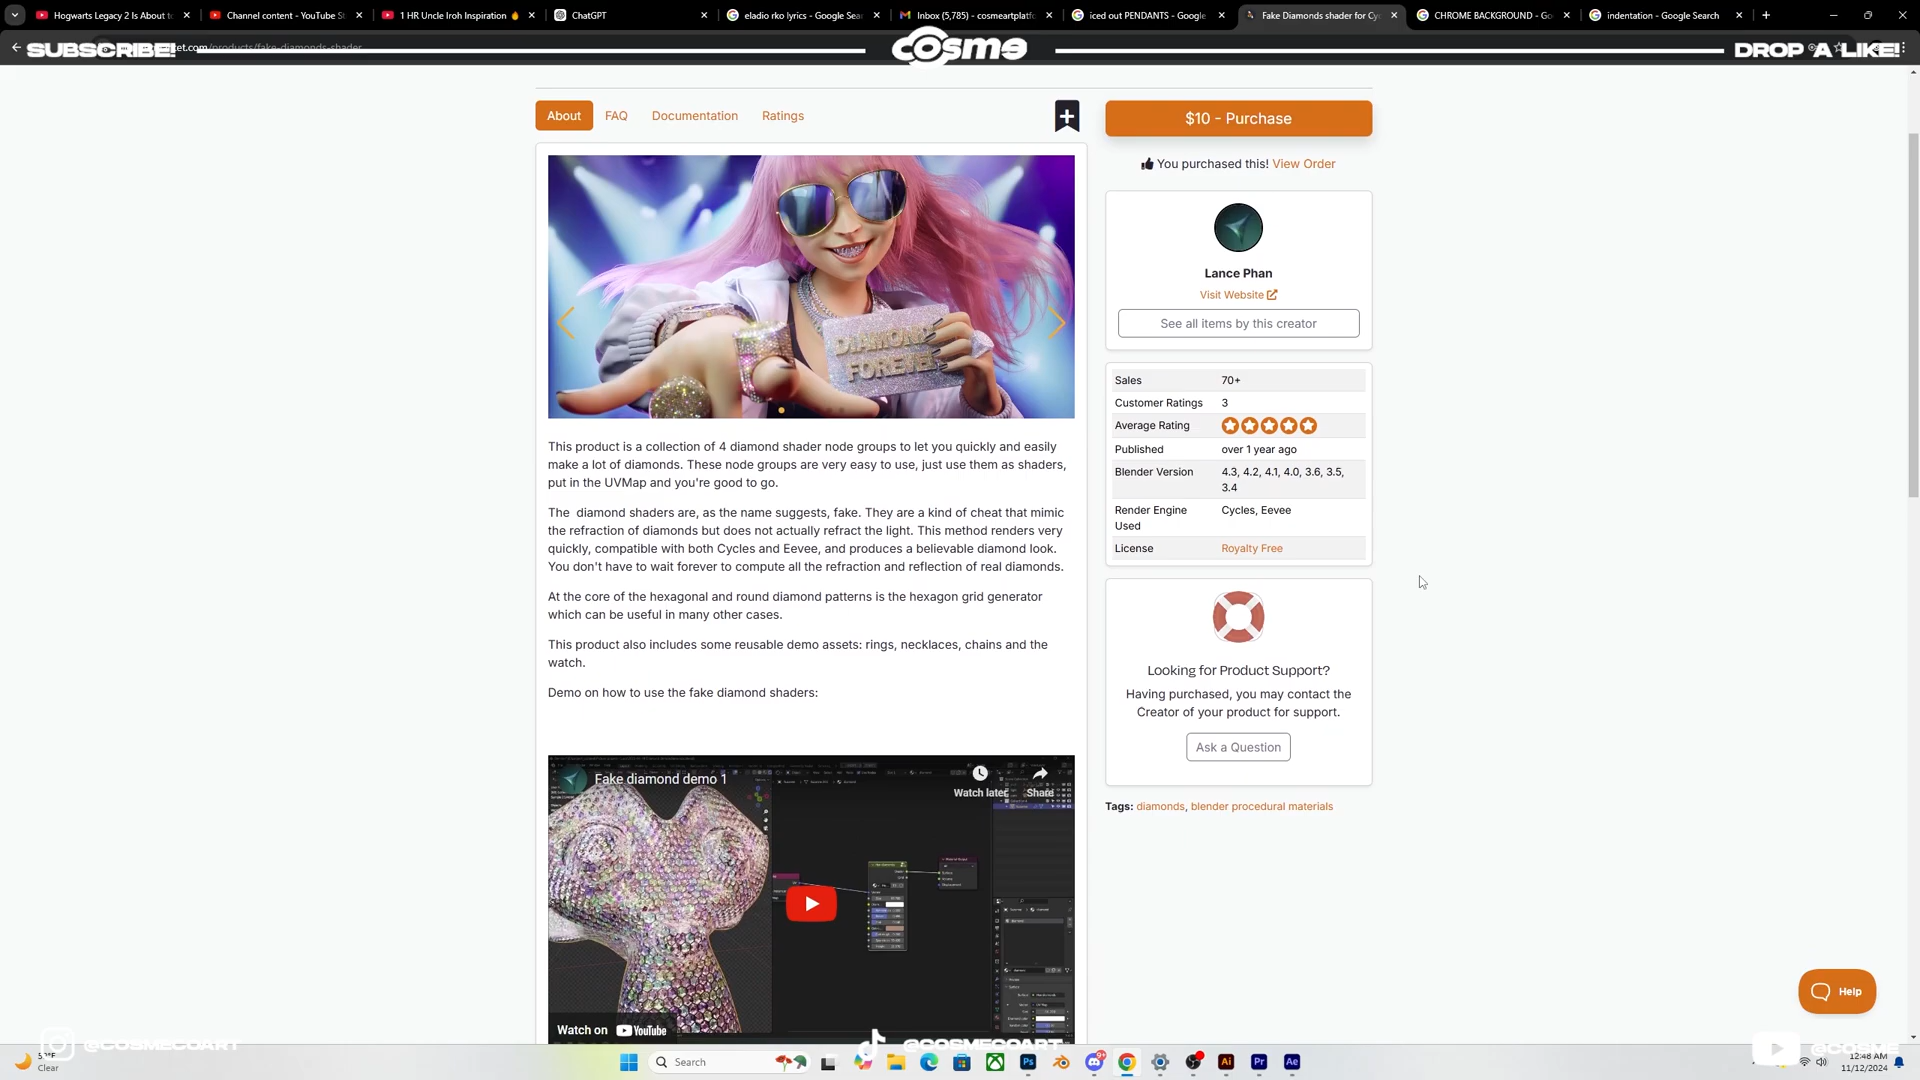 Hogwarts Legacy 2 Is About to
Channel content - YouTube St
1 HR Uncle Iroh Inspiration
ChatGPT
eladio rko lyrics - Google Sear
Inbox (5,785) - cosmeartplatfo
iced out PENDANTS - Google
Fake Diamonds shader for Cyc
CHROME BACKGROUND - Go
indentation - Google Search
SUBSCRIBE!
et.com/products/fake-diamonds-shader
cosme
DROP A LIKE!
About
FAQ
Documentation
Ratings
$10 - Purchase
You purchased this! View Order
DIAMOND
FOREVER
Lance Phan
Visit Website
See all items by this creator
Sales 70+
Customer Ratings 3
Average Rating
Published over 1 year ago
Blender Version 4.3, 4.2, 4.1, 4.0, 3.6, 3.5,
3.4
Render Engine Cycles, Eevee
Used
License Royalty Free
This product is a collection of 4 diamond shader node groups to let you quickly and easily
make a lot of diamonds. These node groups are very easy to use, just use them as shaders,
put in the UVMap and you're good to go.
The diamond shaders are, as the name suggests, fake. They are a kind of cheat that mimic
the refraction of diamonds but does not actually refract the light. This method renders very
quickly, compatible with both Cycles and Eevee, and produces a believable diamond look.
You don't have to wait forever to compute all the refraction and reflection of real diamonds.
At the core of the hexagonal and round diamond patterns is the hexagon grid generator
which can be useful in many other cases.
This product also includes some reusable demo assets: rings, necklaces, chains and the
watch.
Demo on how to use the fake diamond shaders:
Looking for Product Support?
Having purchased, you may contact the
Creator of your product for support.
Ask a Question
Tags: diamonds, blender procedural materials
Fake diamond demo 1
Watch later
Share
Watch on YouTube
Help
@COSMECOART
@COSMECOART
@COSME
Clear
Search
12:48 AM
11/12/2024